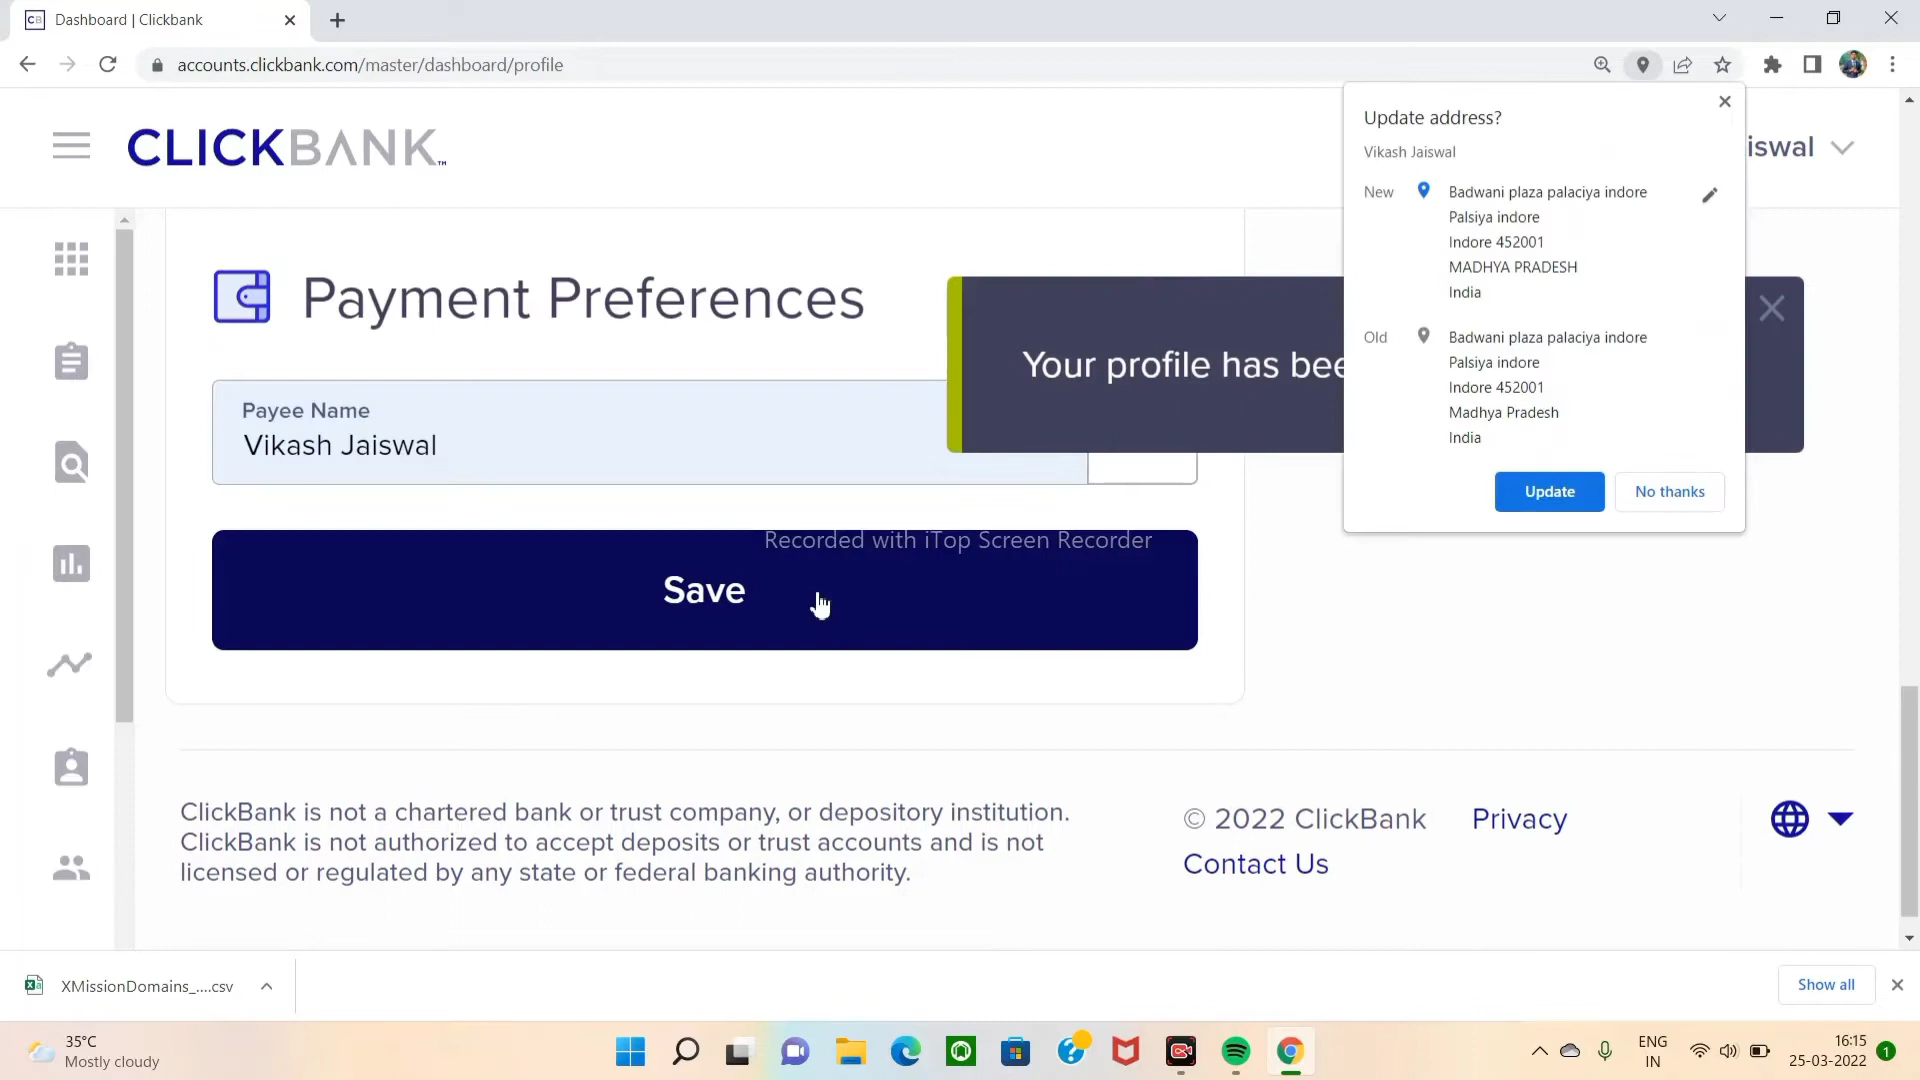 CB Dashboard | Clickbank
accounts.clickbank.com/master/dashboard/profile
CLICKBANK™
iswal
Update address?
Vikash Jaiswal
New
Badwani plaza palaciya indore
Palsiya indore
Indore 452001
MADHYA PRADESH
India
Old
Badwani plaza palaciya indore
Palsiya indore
Indore 452001
Madhya Pradesh
India
Update
No thanks
Payment Preferences
Your profile has bee
Payee Name
Vikash Jaiswal
Recorded with iTop Screen Recorder
Save
ClickBank is not a chartered bank or trust company, or depository institution.
ClickBank is not authorized to accept deposits or trust accounts and is not
licensed or regulated by any state or federal banking authority.
© 2022 ClickBank
Privacy
Contact Us
XMissionDomains_....csv
Show all
35°C
Mostly cloudy
ENG
IN
16:15
25-03-2022
1